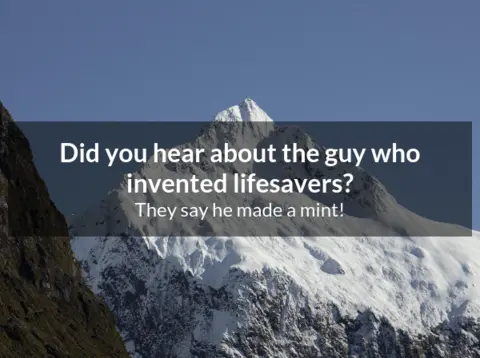 Did you hear about the guy who
invented lifesavers?
They say he made a mint!